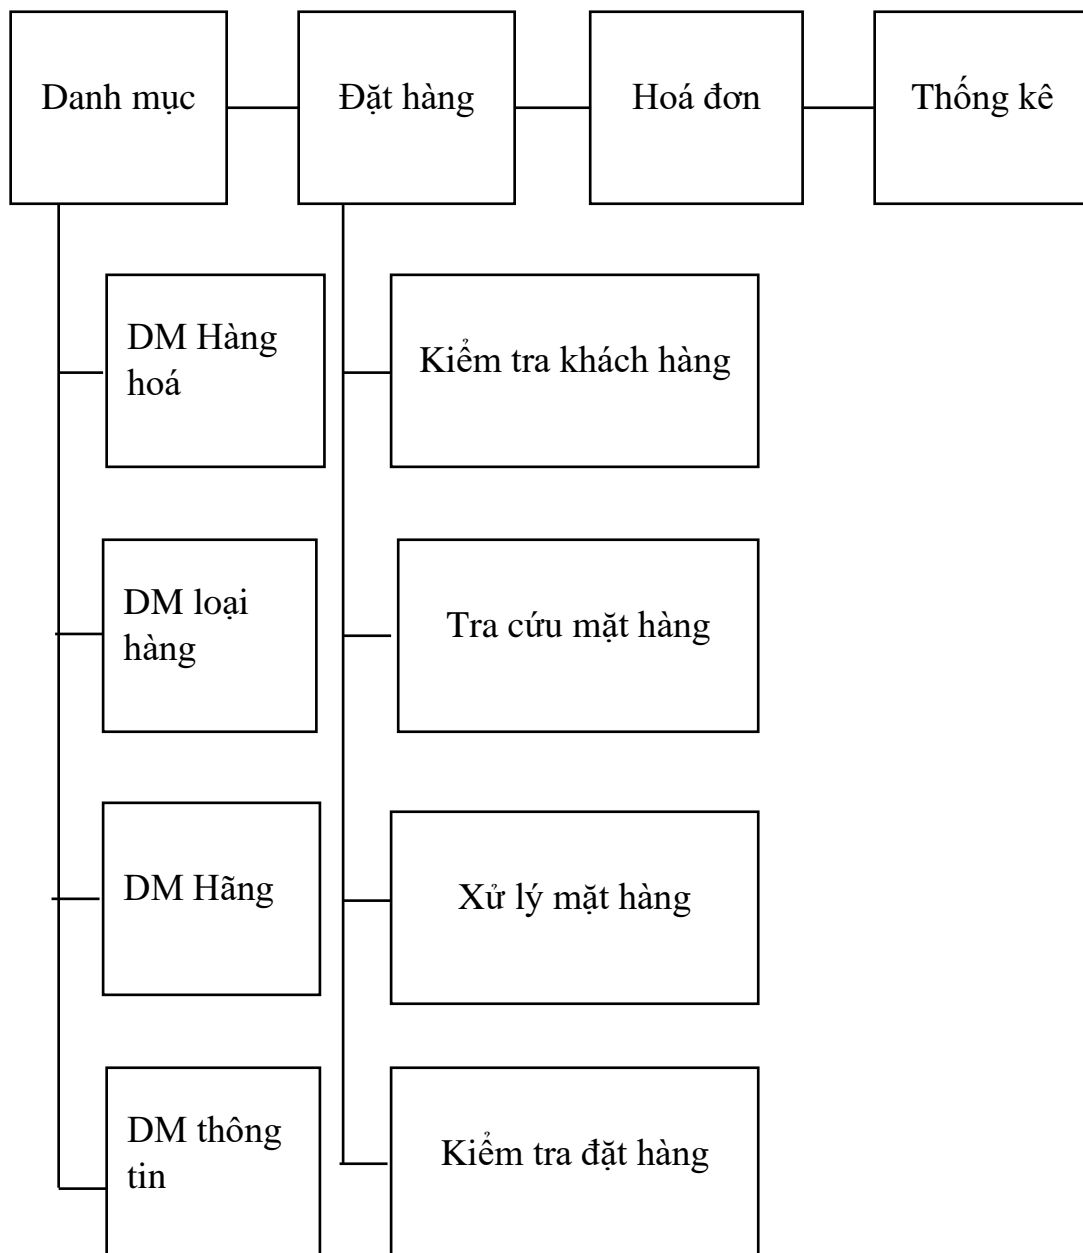 Danh mục
Đặt hàng
Hoá đơn
Thống kê
DM Hàng
hoá
Kiểm tra khách hàng
DM loại
hàng
Tra cứu mặt hàng
DM Hãng
Xử lý mặt hàng
DM thông
tin
Kiểm tra đặt hàng